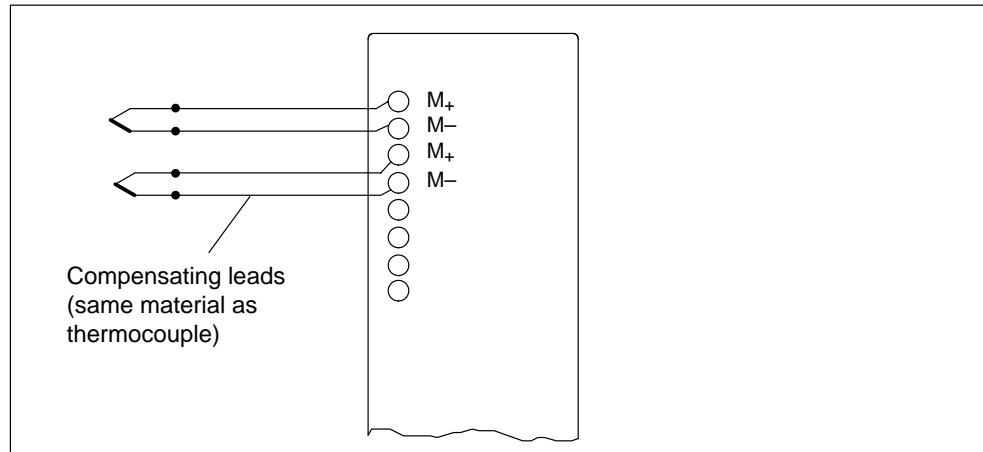 M+
M–
M+
M–
Compensating leads
(same material as
thermocouple)